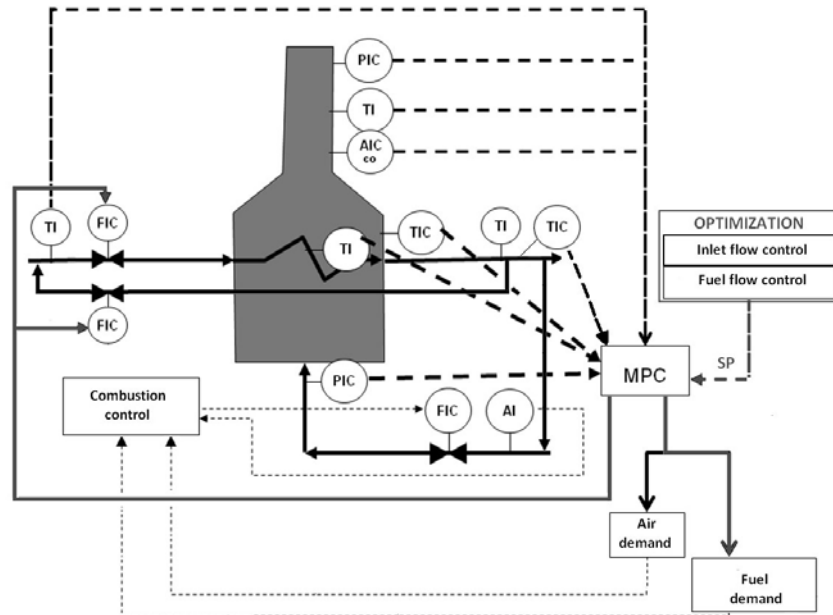 PIC
TI
AIC
co
TI
FIC
TI
TIC
TI
TIC
OPTIMIZATION
Inlet flow control
Fuel flow control
FIC
PIC
MPC
SP
Combustion
control
FIC
AI
Air
demand
Fuel
demand